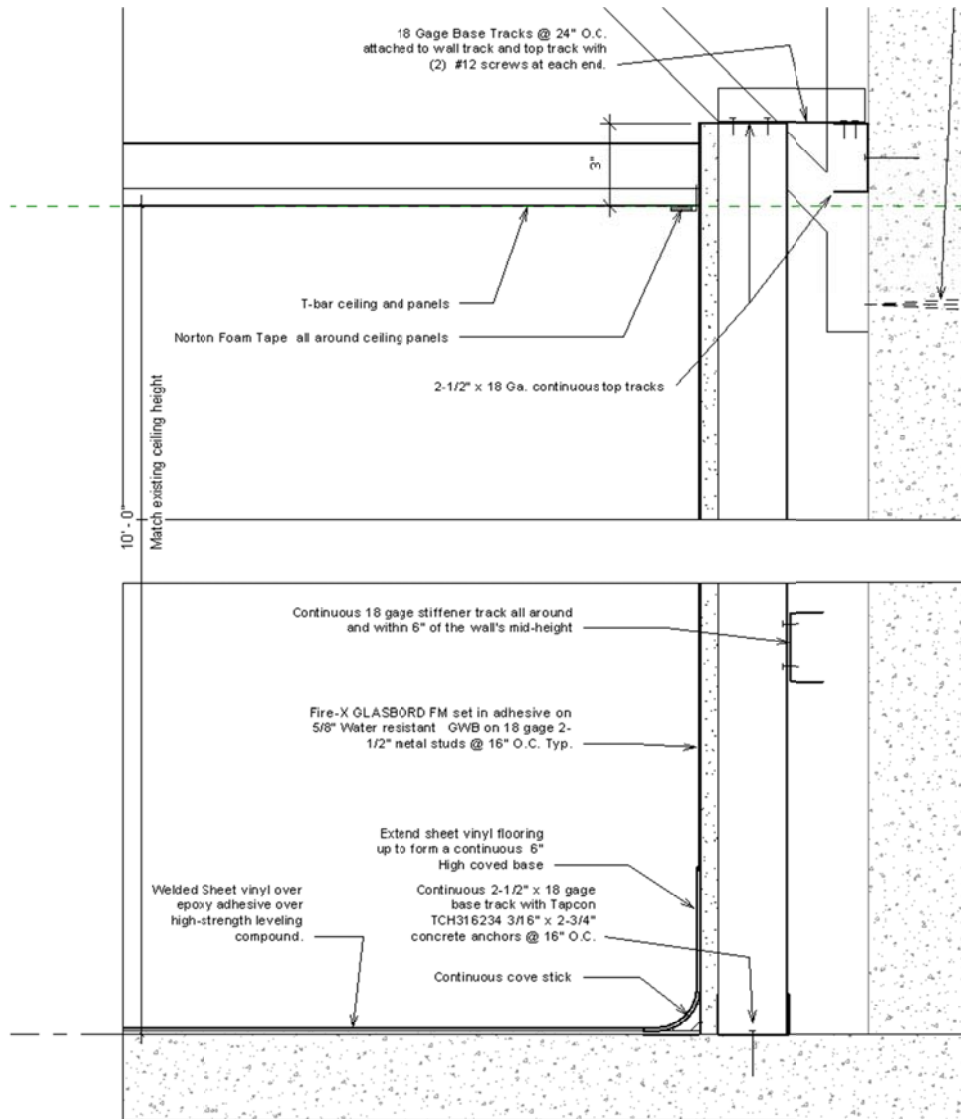 18 Gage Base Tracks @ 24" O.C.
attached to wall track and top track with
(2) #12 screws at each end.
3"
T-bar ceiling and panels
Norton Foam Tape all around ceiling panels
2-1/2" x 18 Ga. continuous top tracks
10' - 0"
Match existing ceiling height
Continuous 18 gage stiffener track all around
and within 6" of the wall's mid-height
Fire-X GLASBORD FM set in adhesive on
5/8" Water resistant GWB on 18 gage 2-
1/2" metal studs @ 16" O.C. Typ.
Extend sheet vinyl flooring
up to form a continuous 6"
High coved base
Welded Sheet vinyl over
epoxy adhesive over
high-strength leveling
compound.
Continuous 2-1/2" x 18 gage
base track with Tapcon
TCH316234 3/16" x 2-3/4"
concrete anchors @ 16" O.C.
Continuous cove stick